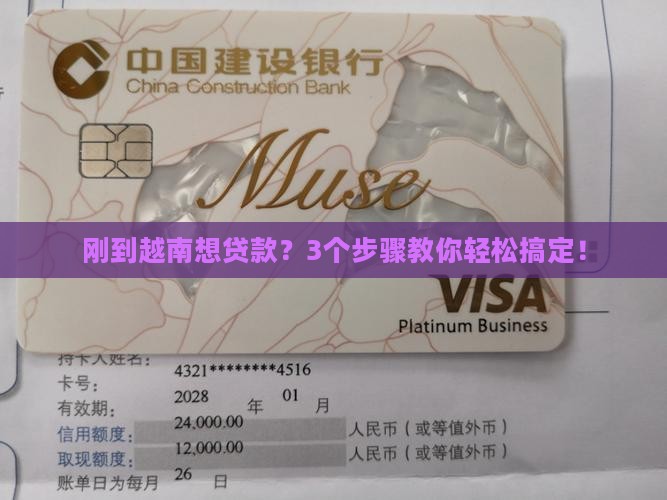 中国建设银行
China Construction Bank
Muse
刚到越南想贷款？3个步骤教你轻松搞定！
VISA
Platinum Business
持卡人姓名：
卡号： 4321********4516
有效期： 2028 年 01 月
信用额度： 24,000.00 人民币（或等值外币）
取现额度： 12,000.00 人民币（或等值外币）
账单日为每月 26 日